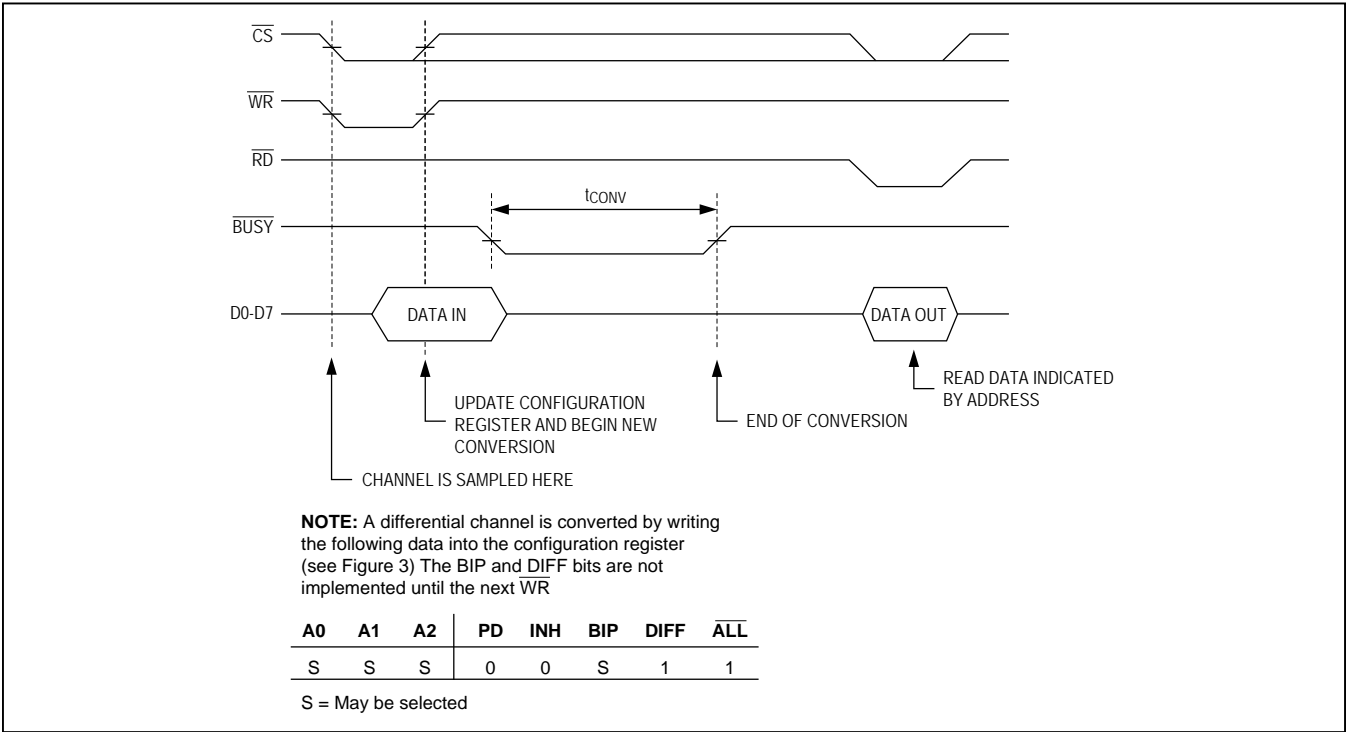 CS
WR
RD
tCONV
BUSY
D0-D7
DATA IN
DATA OUT
READ DATA INDICATED
BY ADDRESS
UPDATE CONFIGURATION
REGISTER AND BEGIN NEW
CONVERSION
END OF CONVERSION
CHANNEL IS SAMPLED HERE
NOTE: A differential channel is converted by writing
the following data into the configuration register
(see Figure 3) The BIP and DIFF bits are not
implemented until the next WR
A0 A1 A2 PD INH BIP DIFF ALL
S S S 0 0 S 1 1
S = May be selected